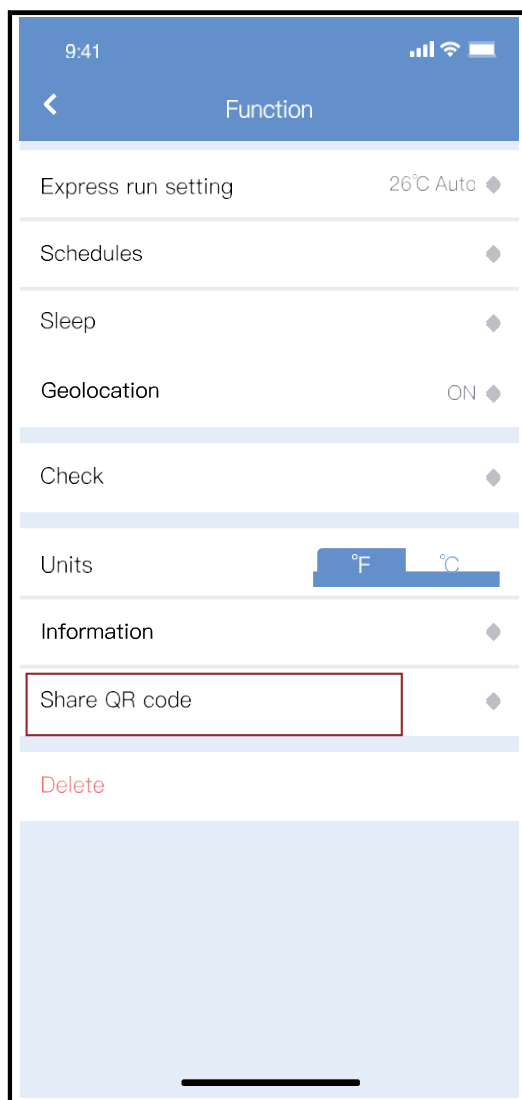 9:41
Function
Express run setting 26°C Auto
Schedules
Sleep
Geolocation ON
Check
Units °F °C
Information
Share QR code
Delete